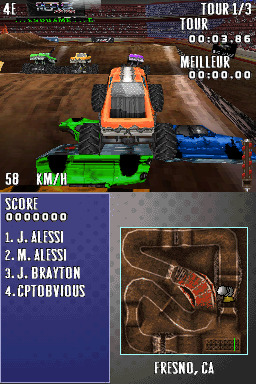 4E
TOUR 1/3
TOUR
00:03.86
MEILLEUR
00:00.00
58 KM/H
SCORE
0000000
1. J. ALESSI
2. M. ALESSI
3. J. BRAYTON
4. CPTOBVIOUS
FRESNO, CA